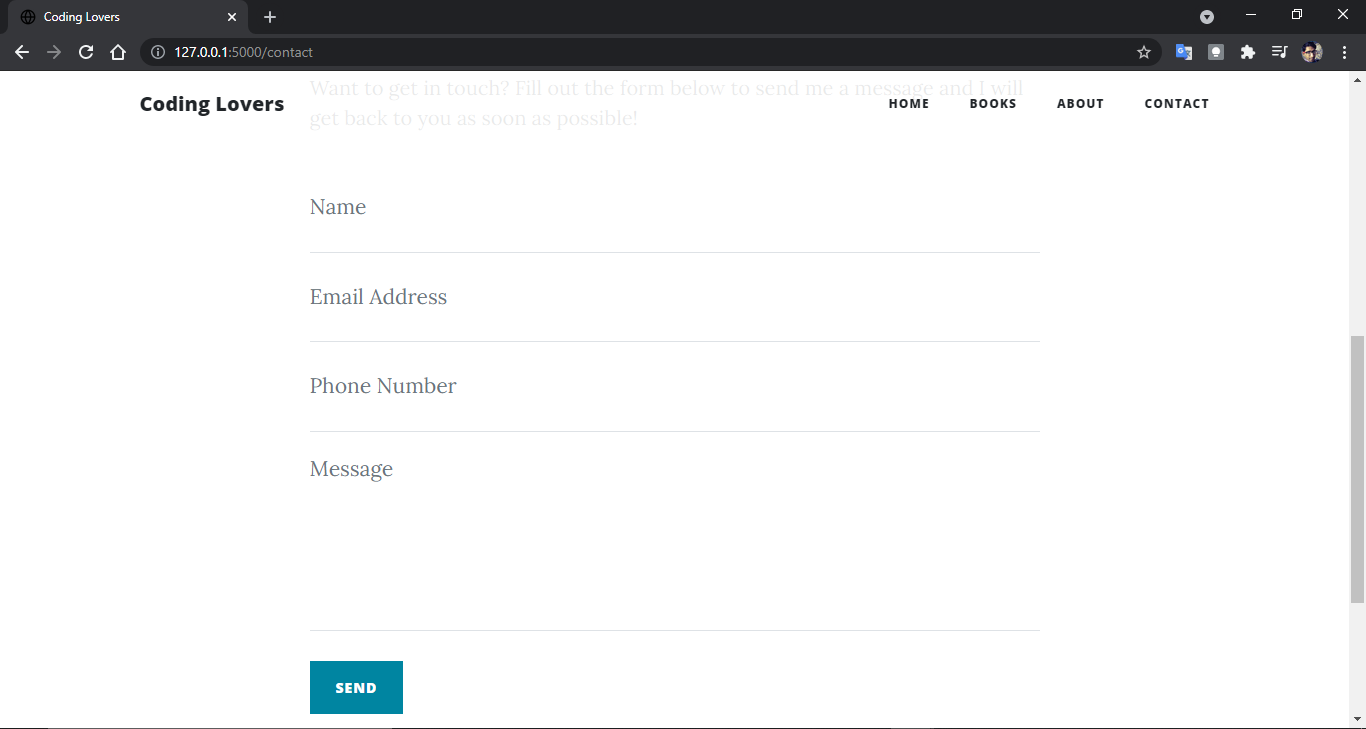 Coding Lovers
127.0.0.1:5000/contact
Want to get in touch? Fill out the form below to send me a message and I will
get back to you as soon as possible!
Coding Lovers
HOME BOOKS ABOUT CONTACT
Name
Email Address
Phone Number
Message
SEND